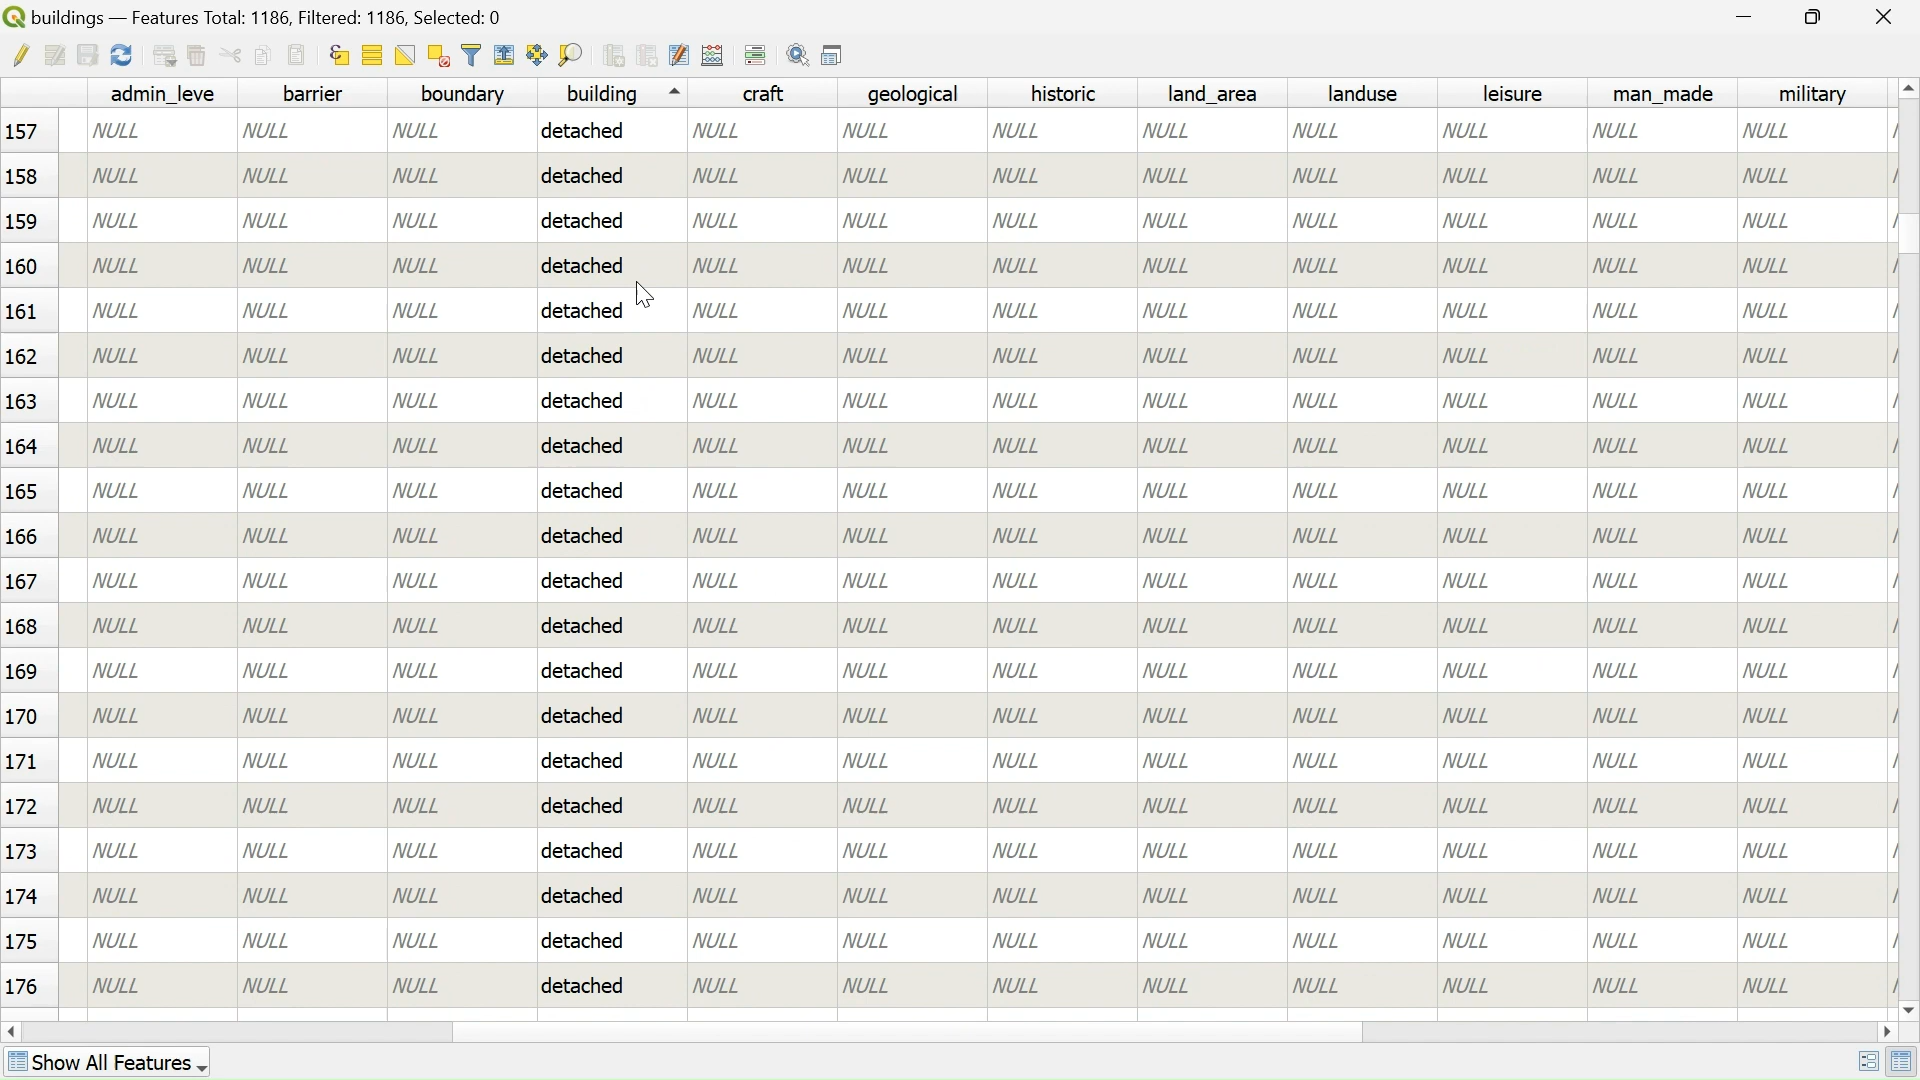 buildings — Features Total: 1186, Filtered: 1186, Selected: 0
admin_leve barrier boundary building craft geological historic land_area landuse leisure man_made military
157 NULL NULL NULL detached NULL NULL NULL NULL NULL NULL NULL NULL
158 NULL NULL NULL detached NULL NULL NULL NULL NULL NULL NULL NULL
159 NULL NULL NULL detached NULL NULL NULL NULL NULL NULL NULL NULL
160 NULL NULL NULL detached NULL NULL NULL NULL NULL NULL NULL NULL
161 NULL NULL NULL detached NULL NULL NULL NULL NULL NULL NULL NULL
162 NULL NULL NULL detached NULL NULL NULL NULL NULL NULL NULL NULL
163 NULL NULL NULL detached NULL NULL NULL NULL NULL NULL NULL NULL
164 NULL NULL NULL detached NULL NULL NULL NULL NULL NULL NULL NULL
165 NULL NULL NULL detached NULL NULL NULL NULL NULL NULL NULL NULL
166 NULL NULL NULL detached NULL NULL NULL NULL NULL NULL NULL NULL
167 NULL NULL NULL detached NULL NULL NULL NULL NULL NULL NULL NULL
168 NULL NULL NULL detached NULL NULL NULL NULL NULL NULL NULL NULL
169 NULL NULL NULL detached NULL NULL NULL NULL NULL NULL NULL NULL
170 NULL NULL NULL detached NULL NULL NULL NULL NULL NULL NULL NULL
171 NULL NULL NULL detached NULL NULL NULL NULL NULL NULL NULL NULL
172 NULL NULL NULL detached NULL NULL NULL NULL NULL NULL NULL NULL
173 NULL NULL NULL detached NULL NULL NULL NULL NULL NULL NULL NULL
174 NULL NULL NULL detached NULL NULL NULL NULL NULL NULL NULL NULL
175 NULL NULL NULL detached NULL NULL NULL NULL NULL NULL NULL NULL
176 NULL NULL NULL detached NULL NULL NULL NULL NULL NULL NULL NULL
Show All Features